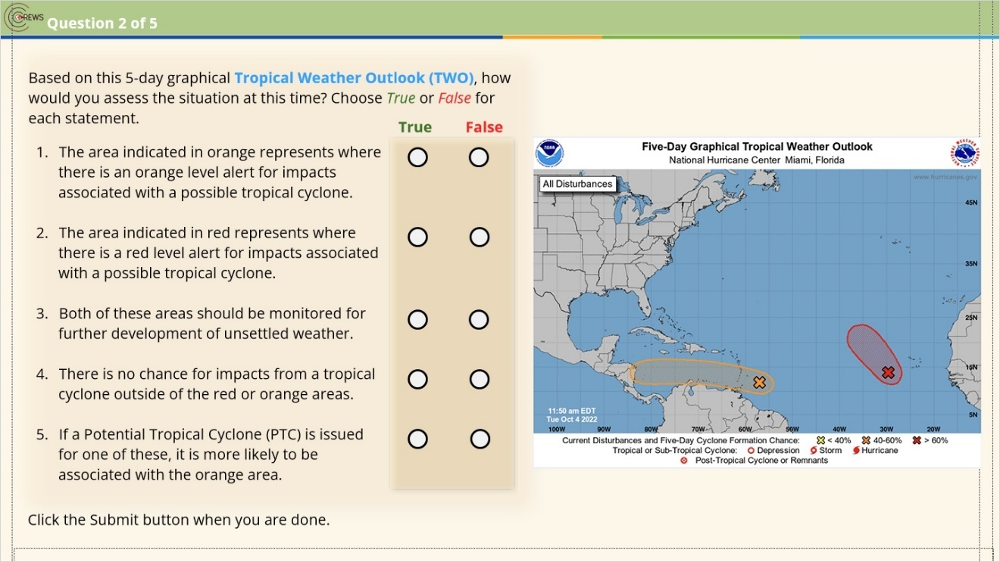 CREWS
Question 2 of 5
Based on this 5-day graphical Tropical Weather Outlook (TWO), how
would you assess the situation at this time? Choose True or False for
each statement.
True False
1. The area indicated in orange represents where
there is an orange level alert for impacts
associated with a possible tropical cyclone.
2. The area indicated in red represents where
there is a red level alert for impacts associated
with a possible tropical cyclone.
3. Both of these areas should be monitored for
further development of unsettled weather.
4. There is no chance for impacts from a tropical
cyclone outside of the red or orange areas.
5. If a Potential Tropical Cyclone (PTC) is issued
for one of these, it is more likely to be
associated with the orange area.
Click the Submit button when you are done.
NOAA
Five-Day Graphical Tropical Weather Outlook
National Hurricane Center Miami, Florida
All Disturbances
www.hurricanes.gov
45N
35N
25N
15N
5N
11:50 am EDT
Tue Oct 4 2022
100W 90W 80W 70W 60W 50W 40W 30W 20W
Current Disturbances and Five-Day Cyclone Formation Chance: < 40% 40-60% > 60%
Tropical or Sub-Tropical Cyclone: Depression Storm Hurricane
Post-Tropical Cyclone or Remnants